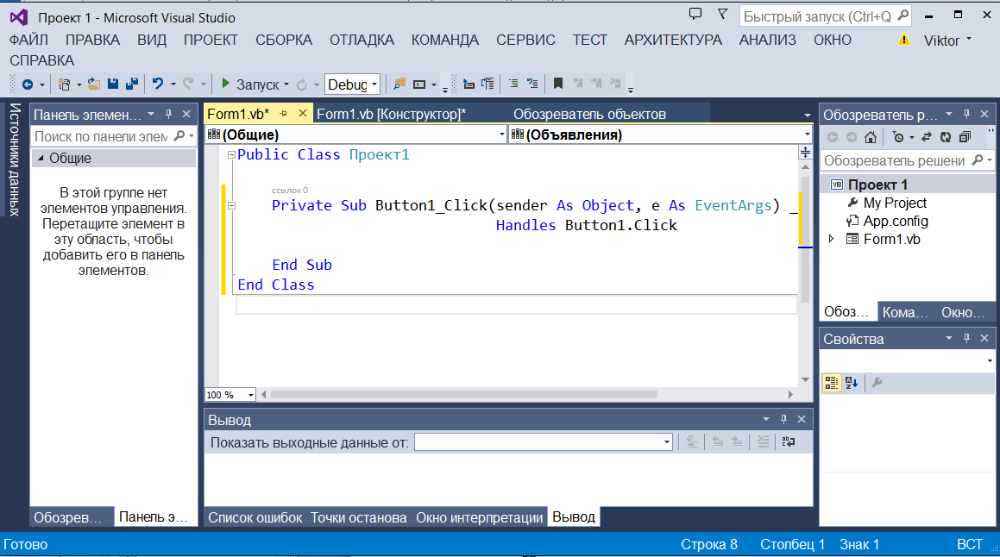 Проект 1 - Microsoft Visual Studio
Быстрый запуск (Ctrl+Q
ФАЙЛ ПРАВКА ВИД ПРОЕКТ СБОРКА ОТЛАДКА КОМАНДА СЕРВИС ТЕСТ АРХИТЕКТУРА АНАЛИЗ ОКНО Viktor
СПРАВКА
Запуск Debug
Источники данных
Панель элемен...
Поиск по панели элем
Общие
В этой группе нет
элементов управления.
Перетащите элемент в
эту область, чтобы
добавить его в панель
элементов.
Обозрев... Панель э...
Form1.vb* Form1.vb [Конструктор]* Обозреватель объектов
(Общие) (Объявления)
Public Class Проект1
ссылок 0
Private Sub Button1_Click(sender As Object, e As EventArgs) _
Handles Button1.Click
End Sub
End Class
100 %
Вывод
Показать выходные данные от:
Список ошибок Точки останова Окно интерпретации Вывод
Обозреватель р...
Обозреватель решени
VB Проект 1
My Project
App.config
Form1.vb
Обоз... Кома... Окно...
Свойства
Готово Строка 8 Столбец 1 Знак 1 ВСТ